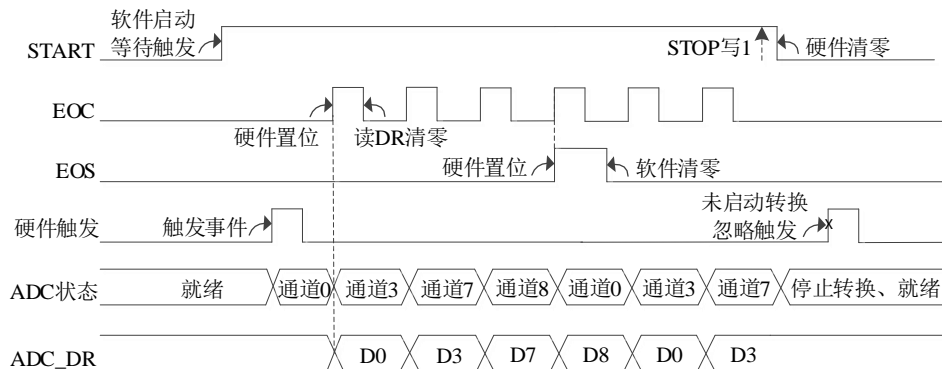 软件启动
START 等待触发 STOP写1 硬件清零
EOC
硬件置位 读DR清零
EOS 硬件置位 软件清零
未启动转换
硬件触发 触发事件 忽略触发 x
ADC状态 就绪 通道0 通道3 通道7 通道8 通道0 通道3 通道7 停止转换、就绪
ADC_DR D0 D3 D7 D8 D0 D3